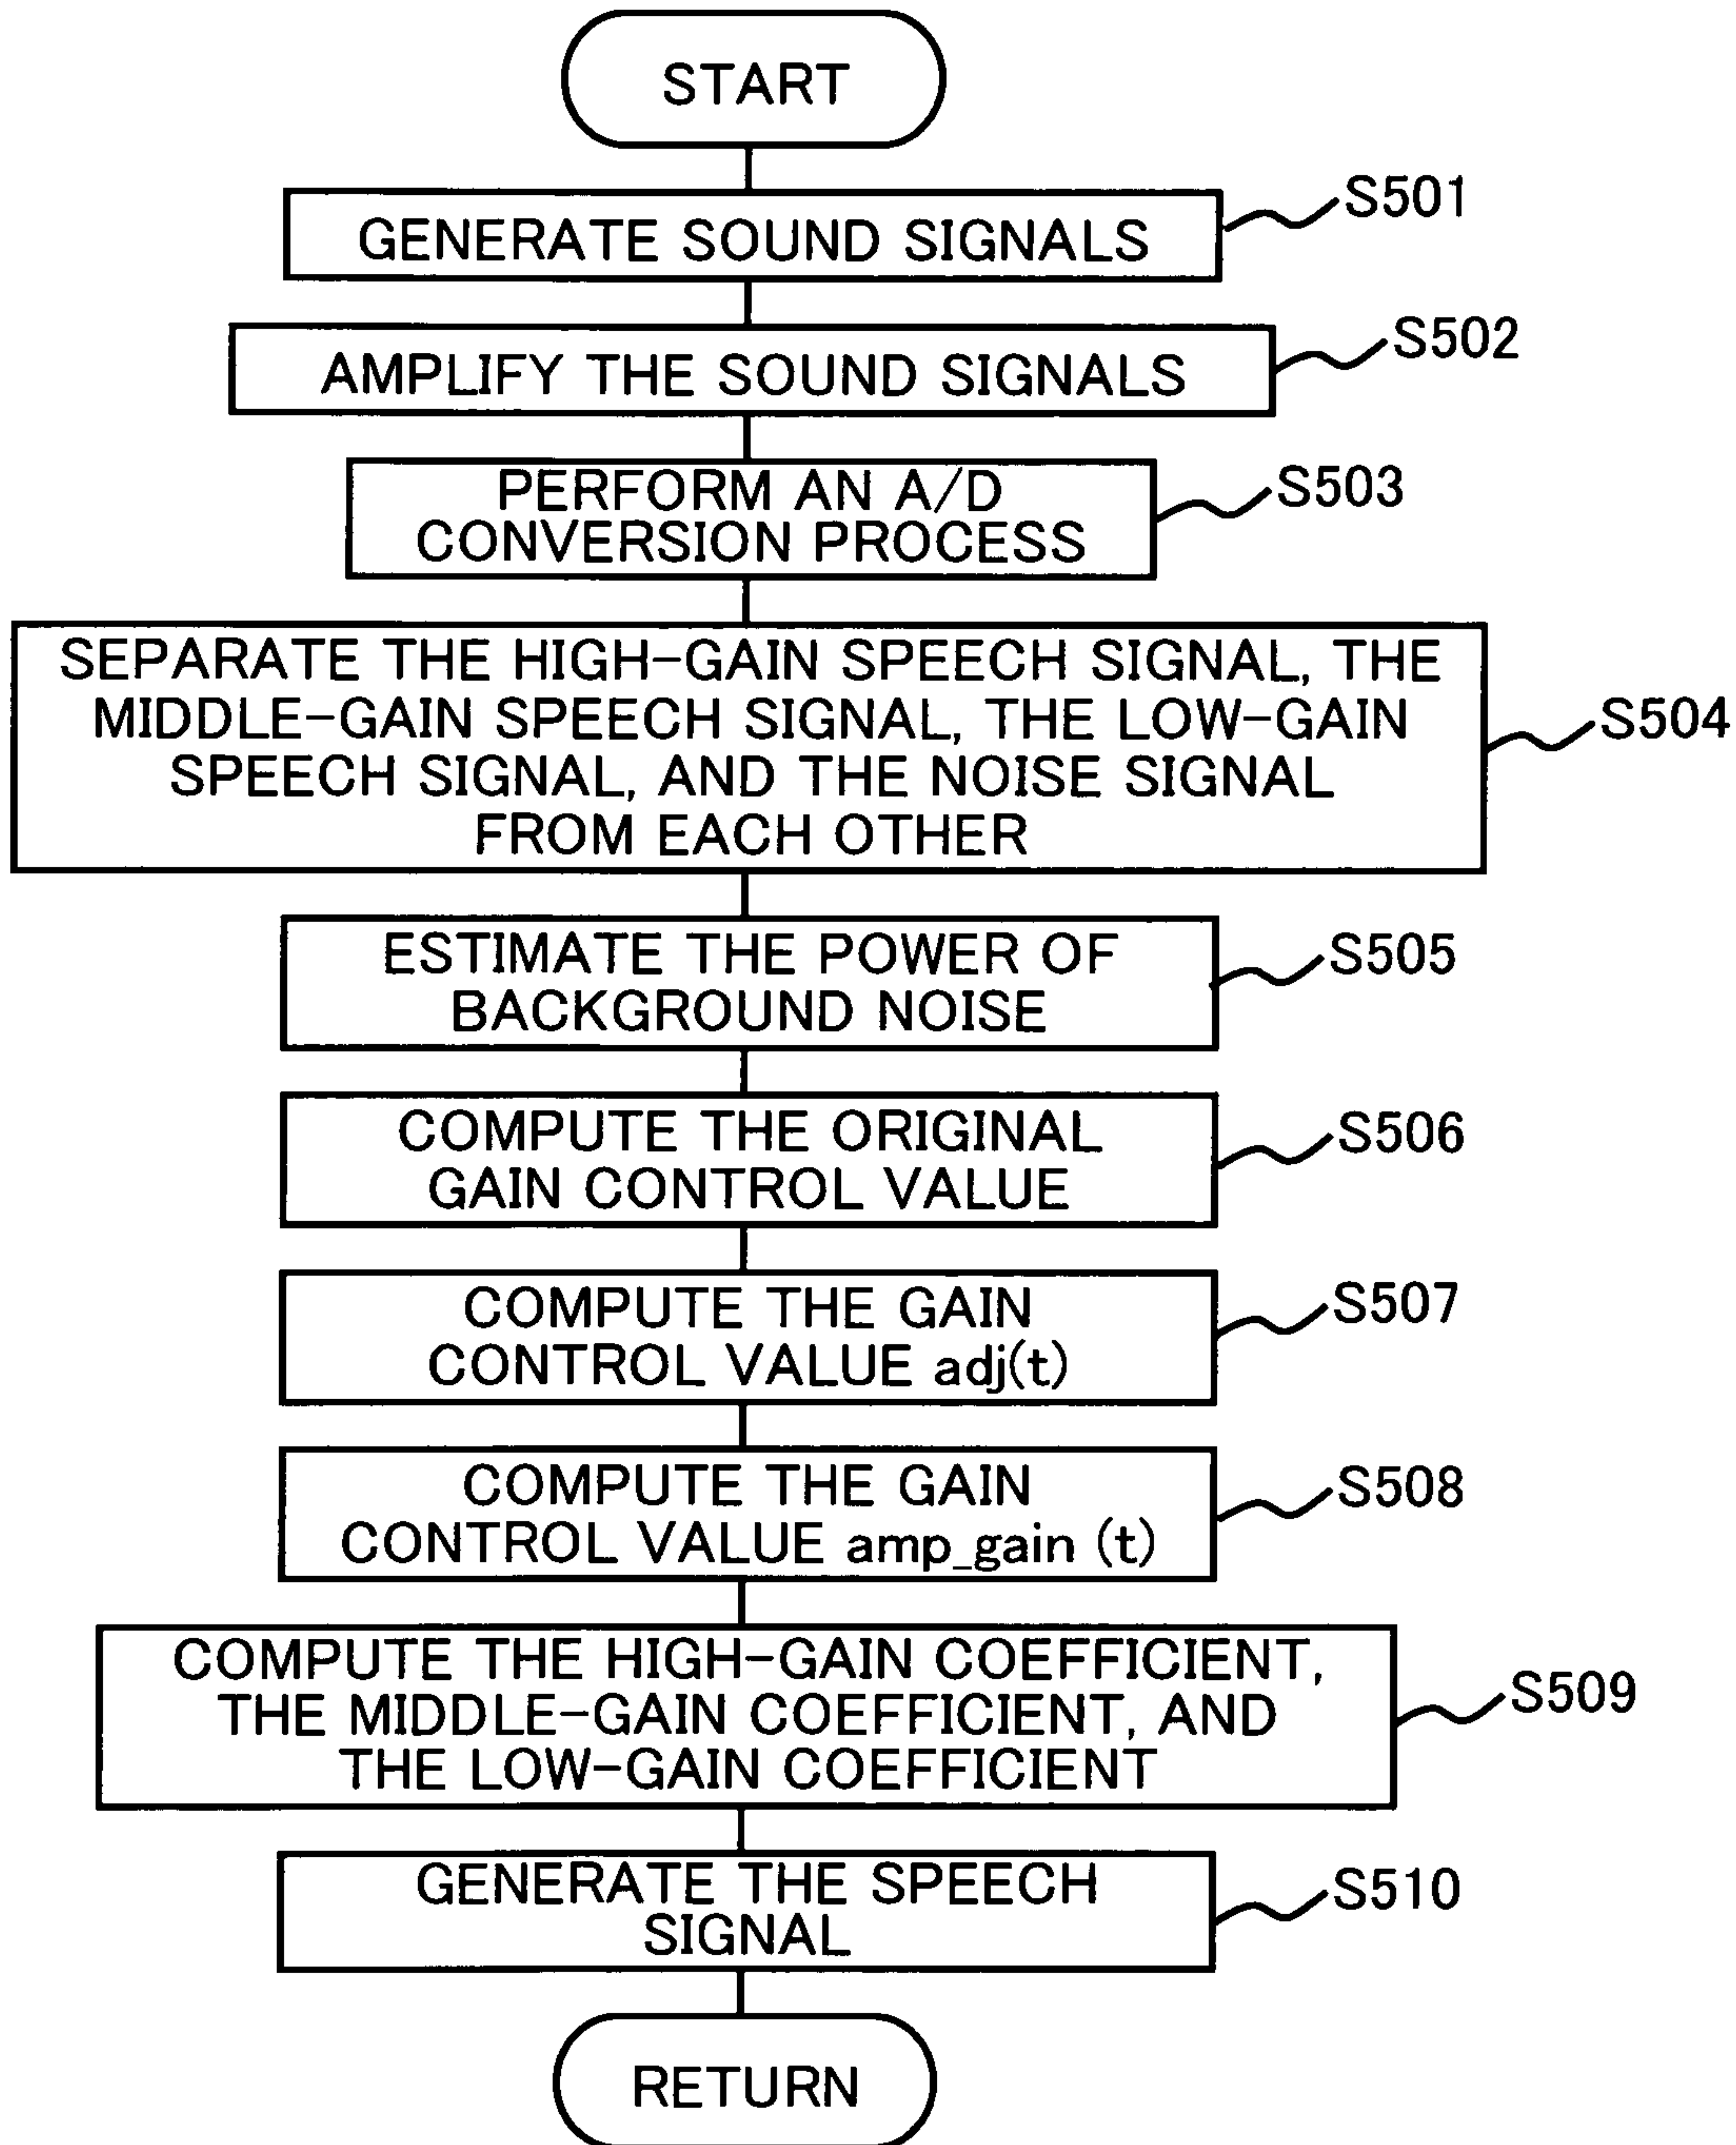 START
GENERATE SOUND SIGNALS
S501
AMPLIFY THE SOUND SIGNALS
S502
PERFORM AN A/D
CONVERSION PROCESS
S503
SEPARATE THE HIGH-GAIN SPEECH SIGNAL, THE
MIDDLE-GAIN SPEECH SIGNAL, THE LOW-GAIN
SPEECH SIGNAL, AND THE NOISE SIGNAL
FROM EACH OTHER
S504
ESTIMATE THE POWER OF
BACKGROUND NOISE
S505
COMPUTE THE ORIGINAL
GAIN CONTROL VALUE
S506
COMPUTE THE GAIN
CONTROL VALUE adj(t)
S507
COMPUTE THE GAIN
CONTROL VALUE amp_gain (t)
S508
COMPUTE THE HIGH-GAIN COEFFICIENT,
THE MIDDLE-GAIN COEFFICIENT, AND
THE LOW-GAIN COEFFICIENT
S509
GENERATE THE SPEECH
SIGNAL
S510
RETURN